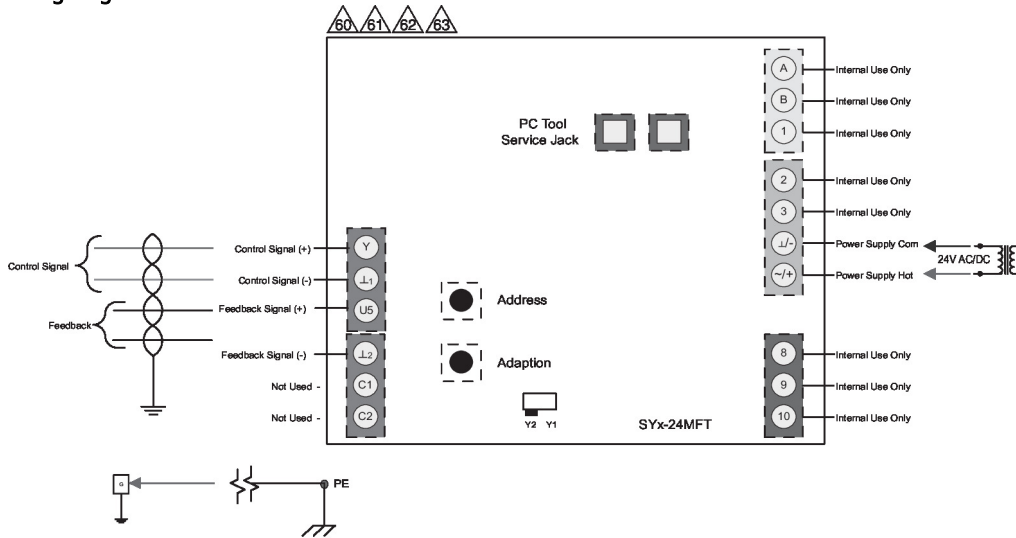 60 61 62 63
A Internal Use Only
B Internal Use Only
PC Tool
Service Jack
1 Internal Use Only
2 Internal Use Only
3 Internal Use Only
Control Signal
Control Signal (+) Y
⊥/- Power Supply Com
24V AC/DC
Control Signal (-) ⊥1
~/+ Power Supply Hot
Feedback
Feedback Signal (+) U5
Address
Feedback Signal (-) ⊥2
Adaption
8 Internal Use Only
Not Used - C1
9 Internal Use Only
Not Used - C2
Y2 Y1
SYx-24MFT
10 Internal Use Only
G
PE